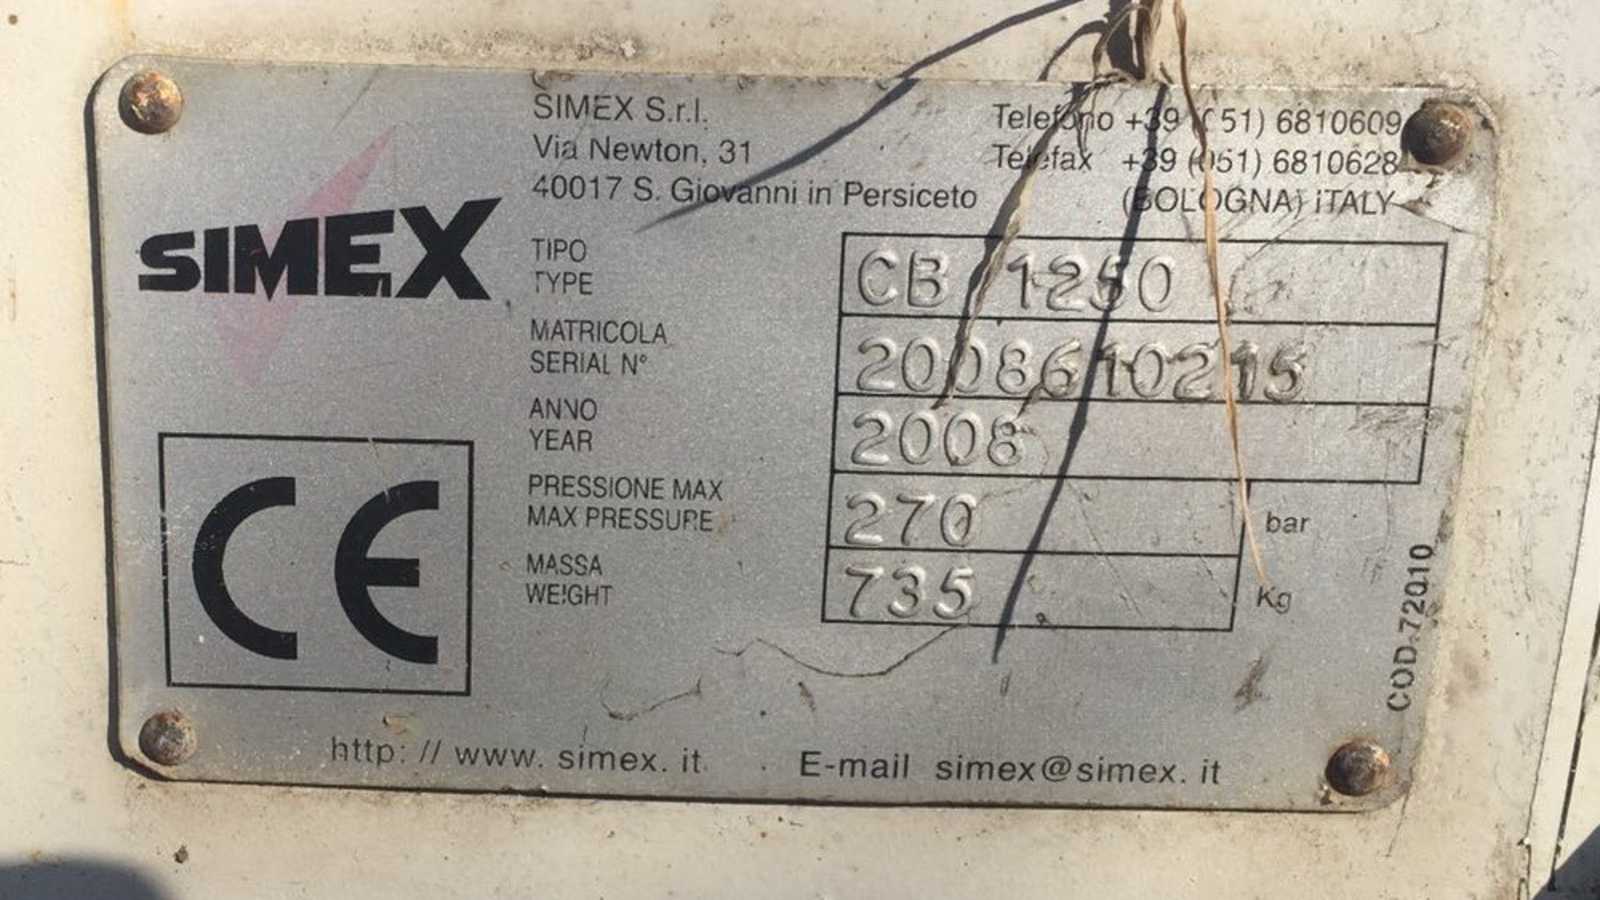 SIMEX
SIMEX S.r.l.
Via Newton, 31
40017 S. Giovanni in Persiceto
Telefono +39 (051) 6810609
Telefax +39 (051) 6810628
(BOLOGNA) ITALY
TIPO
TYPE
CB 1250
MATRICOLA
SERIAL N°
2008610215
ANNO
YEAR
2008
PRESSIONE MAX
MAX PRESSURE
270 bar
MASSA
WEIGHT
735 Kg
CE
COD.72010
http: // www. simex. it
E-mail simex@simex. it